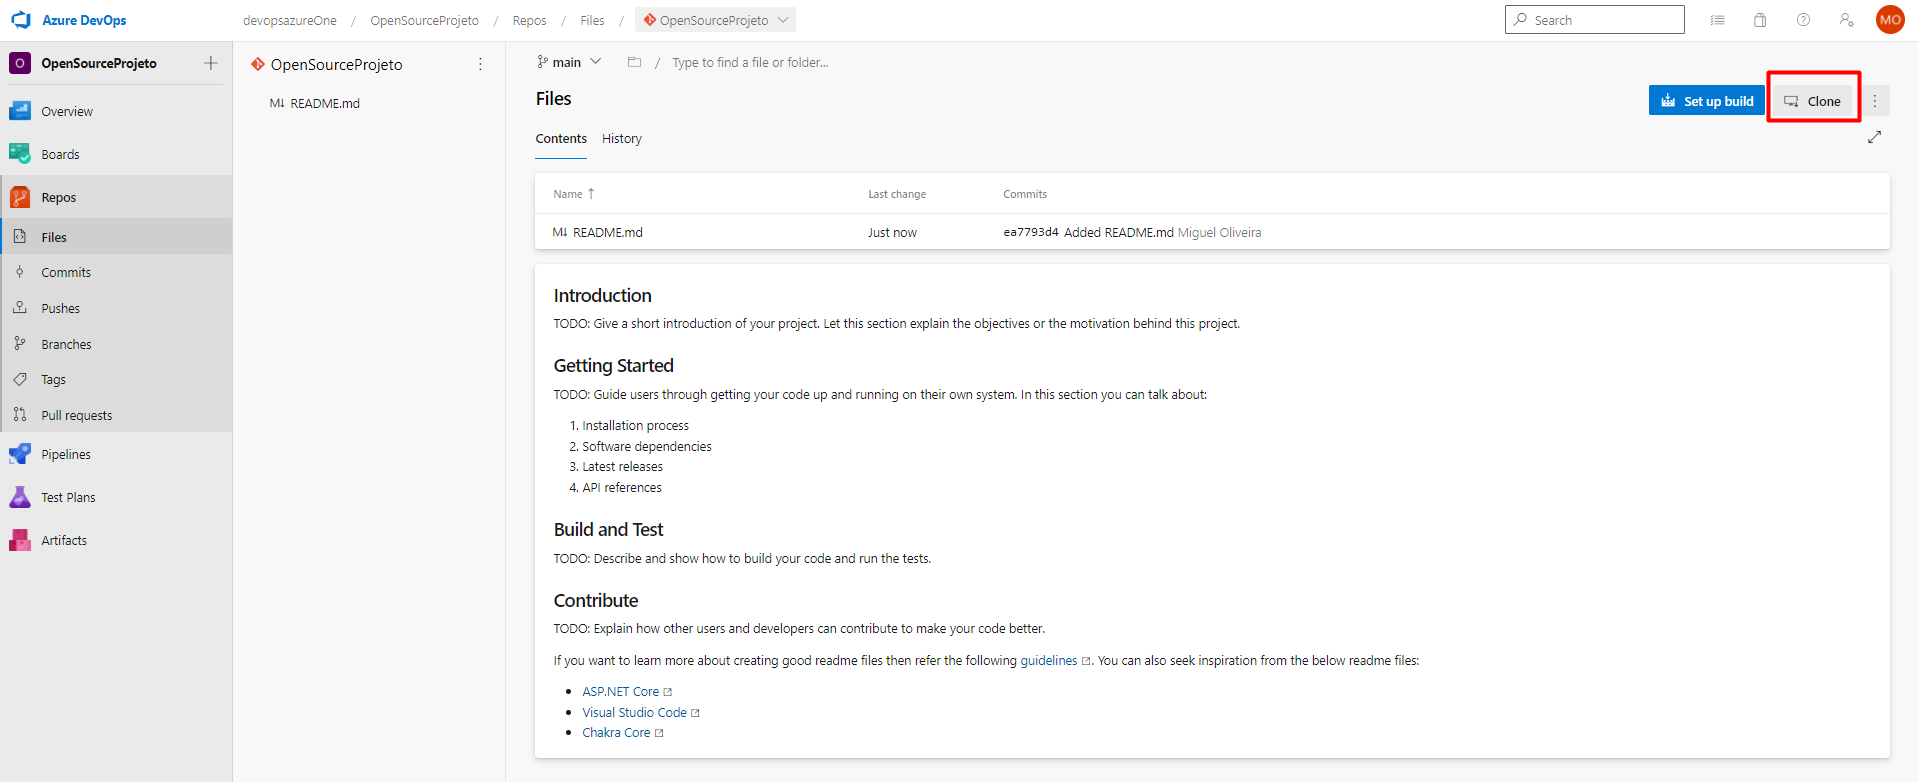 Azure DevOps
devopsazureOne / OpenSourceProjeto / Repos / Files / OpenSourceProjeto
Search
MO
O OpenSourceProjeto
Overview
Boards
Repos
Files
Commits
Pushes
Branches
Tags
Pull requests
Pipelines
Test Plans
Artifacts
OpenSourceProjeto
M↓ README.md
main / Type to find a file or folder...
Files
Set up build Clone
Contents History
Name ↑ Last change Commits
M↓ README.md Just now ea7793d4 Added README.md Miguel Oliveira
Introduction
TODO: Give a short introduction of your project. Let this section explain the objectives or the motivation behind this project.
Getting Started
TODO: Guide users through getting your code up and running on their own system. In this section you can talk about:
1. Installation process
2. Software dependencies
3. Latest releases
4. API references
Build and Test
TODO: Describe and show how to build your code and run the tests.
Contribute
TODO: Explain how other users and developers can contribute to make your code better.
If you want to learn more about creating good readme files then refer the following guidelines. You can also seek inspiration from the below readme files:
• ASP.NET Core
• Visual Studio Code
• Chakra Core